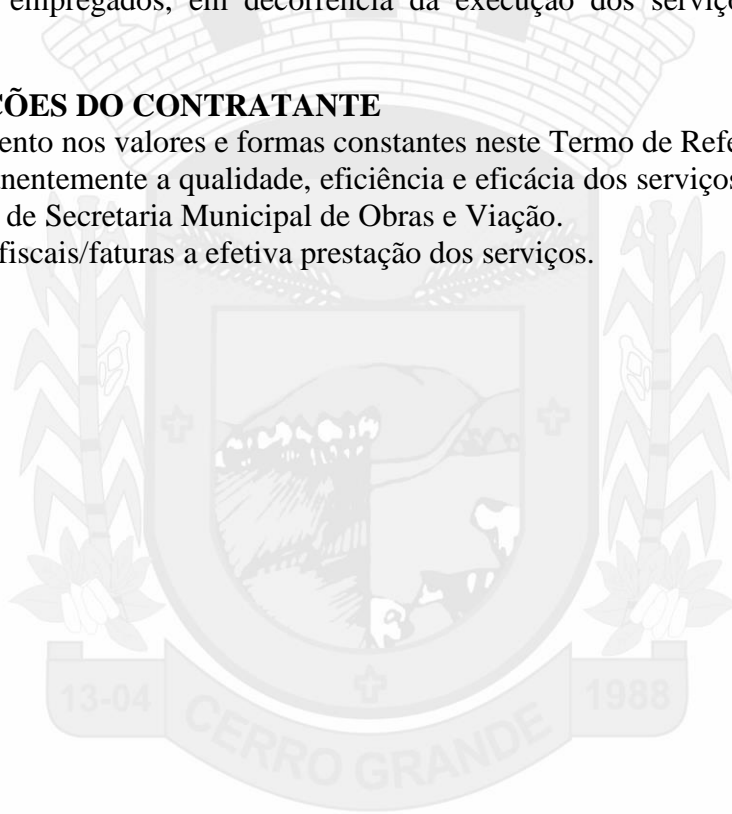 empregados, em decorrência da execução dos serviço
ÇÕES DO CONTRATANTE
ento nos valores e formas constantes neste Termo de Refe
nentemente a qualidade, eficiência e eficácia dos serviços
de Secretaria Municipal de Obras e Viação.
fiscais/faturas a efetiva prestação dos serviços.
13-04
CERRO GRANDE
1988